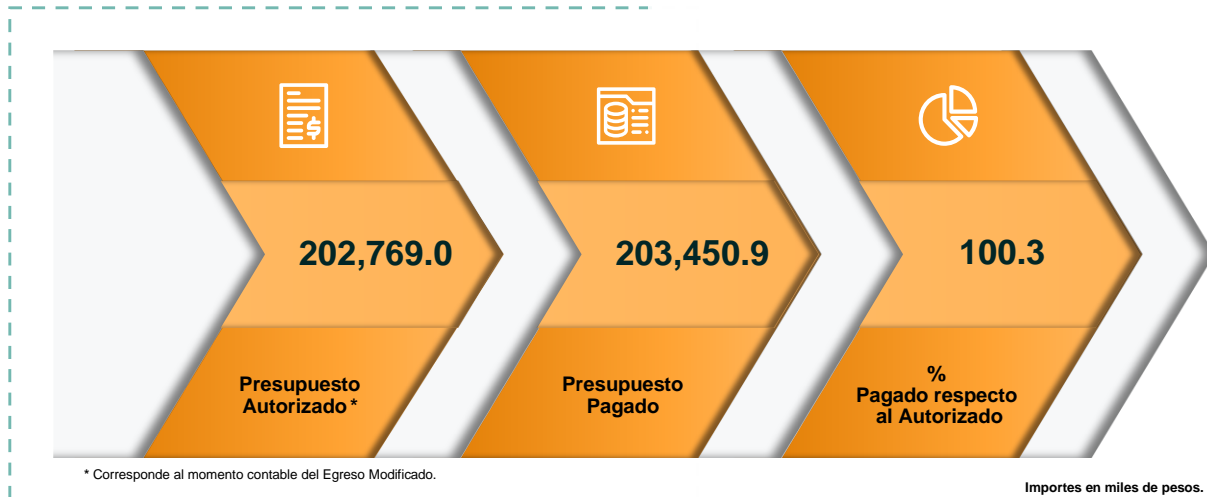 202,769.0
203,450.9
100.3
Presupuesto
Autorizado *
Presupuesto
Pagado
%
Pagado respecto
al Autorizado
* Corresponde al momento contable del Egreso Modificado.
Importes en miles de pesos.